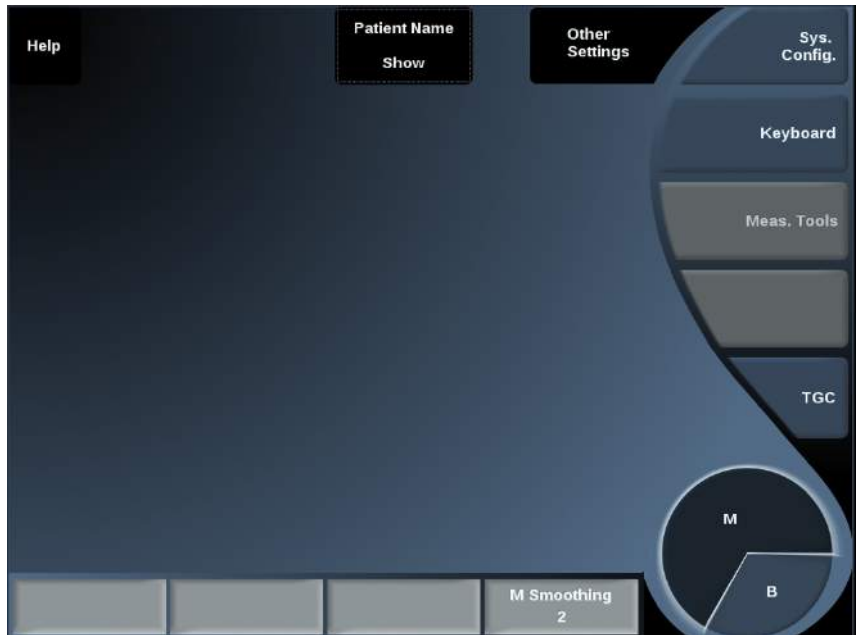 Help
Patient Name
Show
Other
Settings
Sys.
Config.
Keyboard
Meas. Tools
TGC
M
B
M Smoothing
2